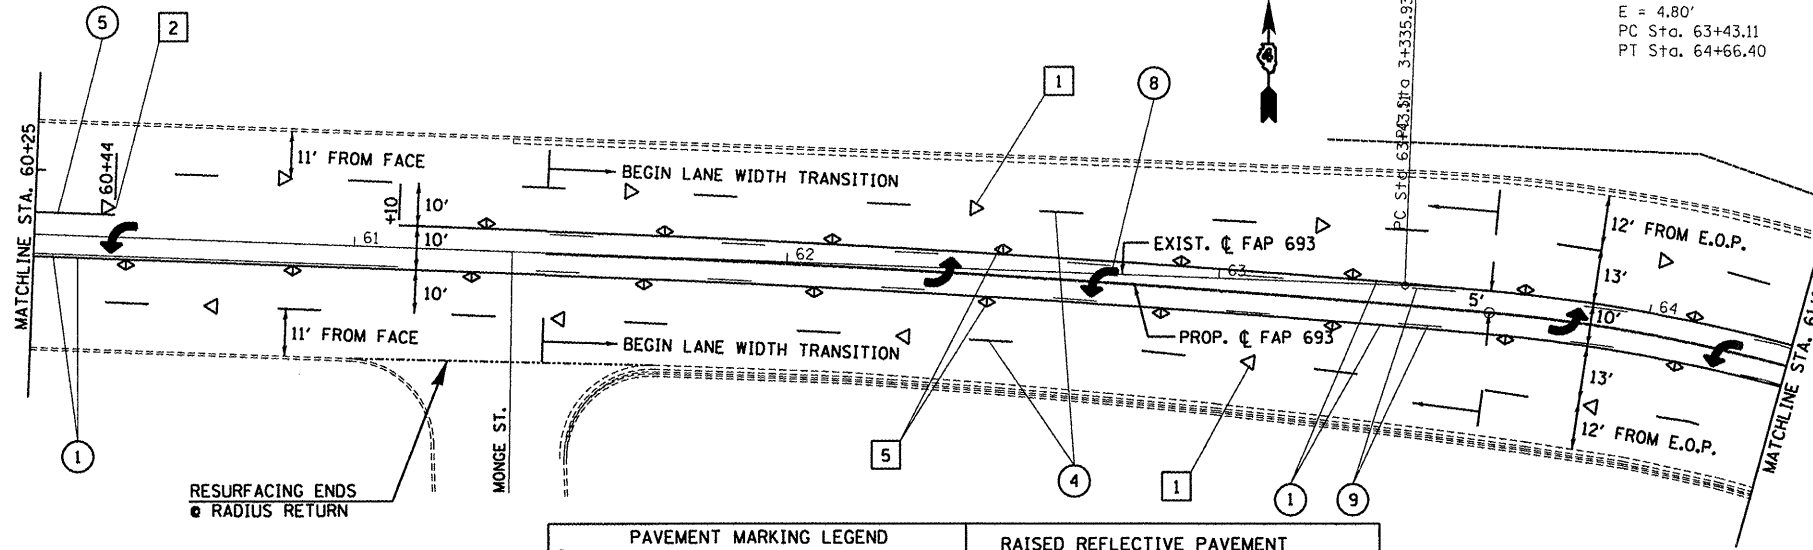 5
2
E = 4.80'
PC Sta. 63+43.11
PT Sta. 64+66.40
4
1
8
MATCHLINE STA. 60+25
60+44
11' FROM FACE
BEGIN LANE WIDTH TRANSITION
+10
10'
61
10'
10'
62
EXIST. ℄ FAP 693
63
5'
12' FROM E.O.P.
13'
10'
64
11' FROM FACE
BEGIN LANE WIDTH TRANSITION
PROP. ℄ FAP 693
13'
12' FROM E.O.P.
MATCHLINE STA.
1
MONGE ST.
5
4
1
1
9
RESURFACING ENDS
@ RADIUS RETURN
PAVEMENT MARKING LEGEND
RAISED REFLECTIVE PAVEMENT